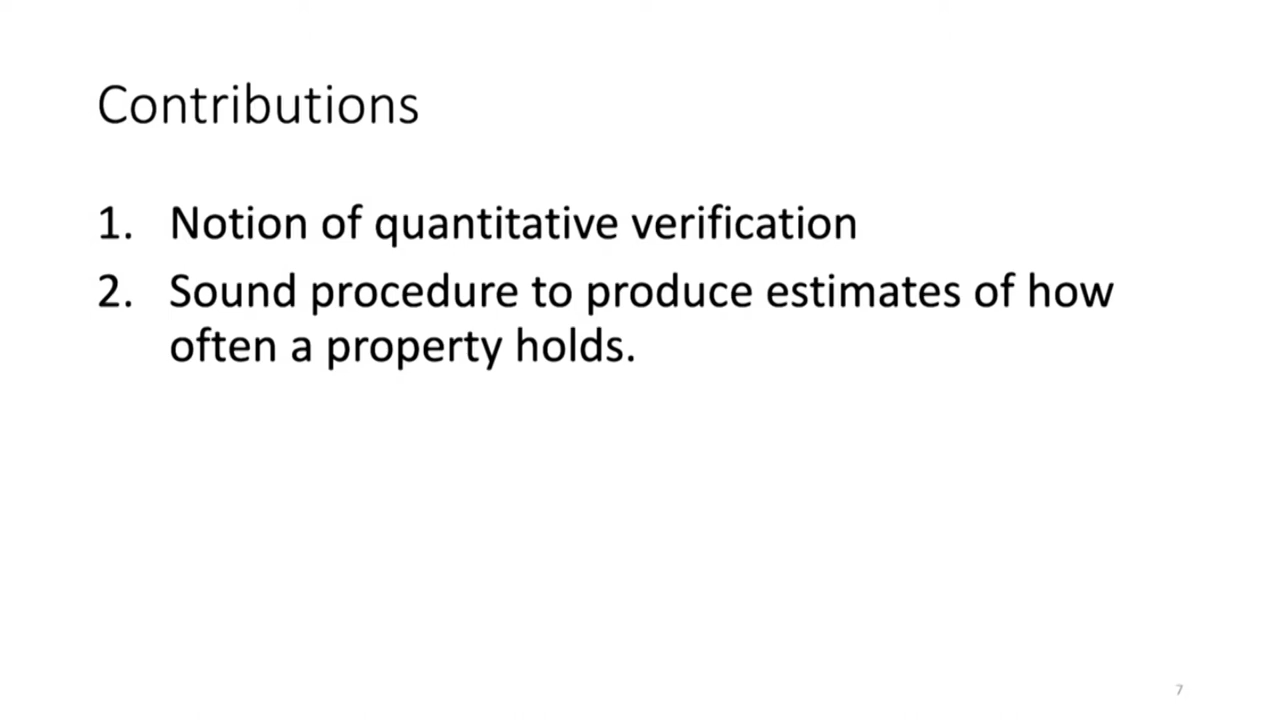 Contributions
1. Notion of quantitative verification
2. Sound procedure to produce estimates of how
often a property holds.
7